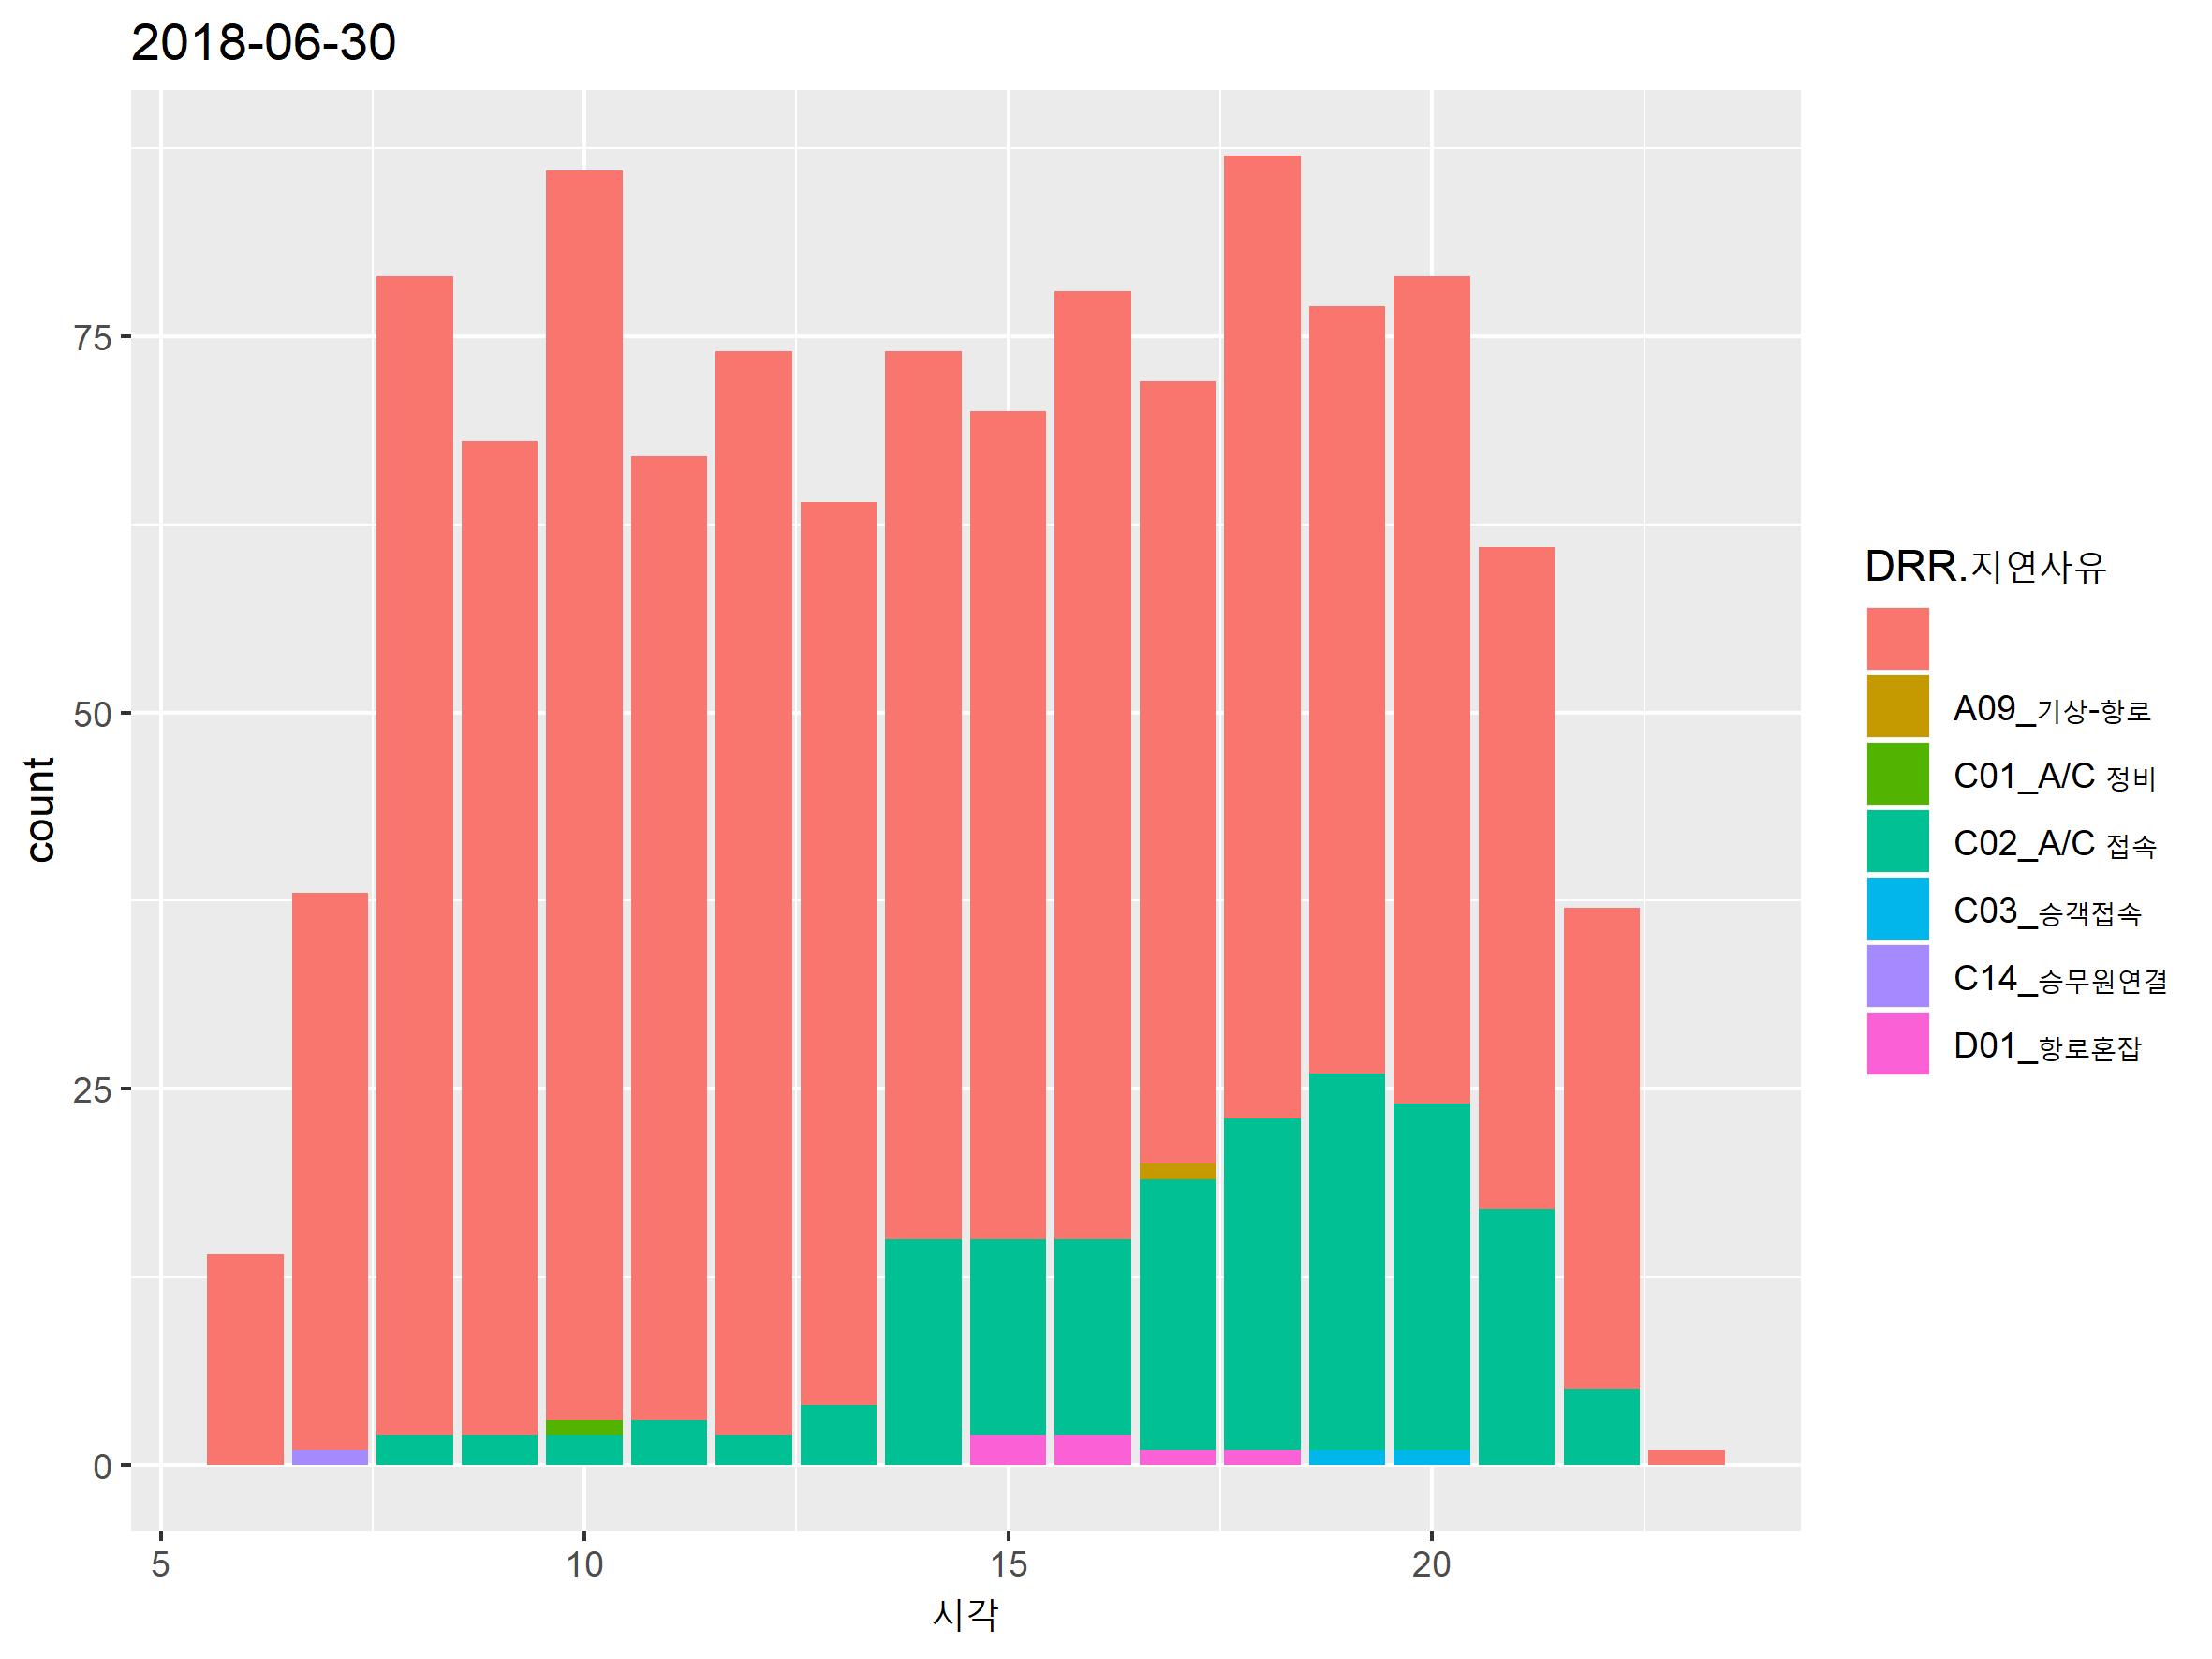 2018-06-30
count
75
50
25
0
5 10 15 20
시각
DRR.지연사유
A09_기상-항로
C01_A/C 정비
C02_A/C 접속
C03_승객접속
C14_승무원연결
D01_항로혼잡